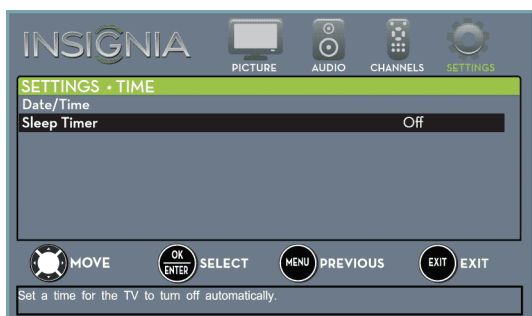 INSIGNIA
PICTURE AUDIO CHANNELS SETTINGS
SETTINGS • TIME
Date/Time
Sleep Timer Off
MOVE OK ENTER SELECT MENU PREVIOUS EXIT EXIT
Set a time for the TV to turn off automatically.